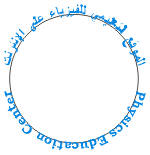 الموقع التعليمي للفيزياء على الإنترنت
Physics Education Center